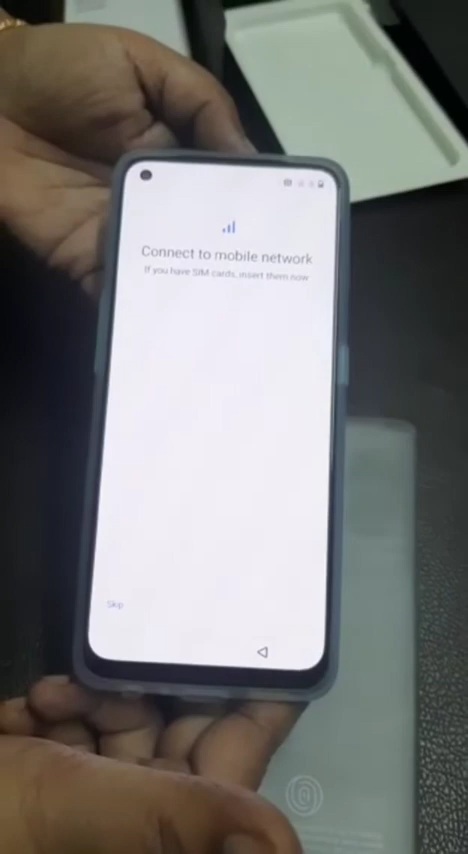 Connect to mobile network
If you have SIM cards, insert them now
Skip